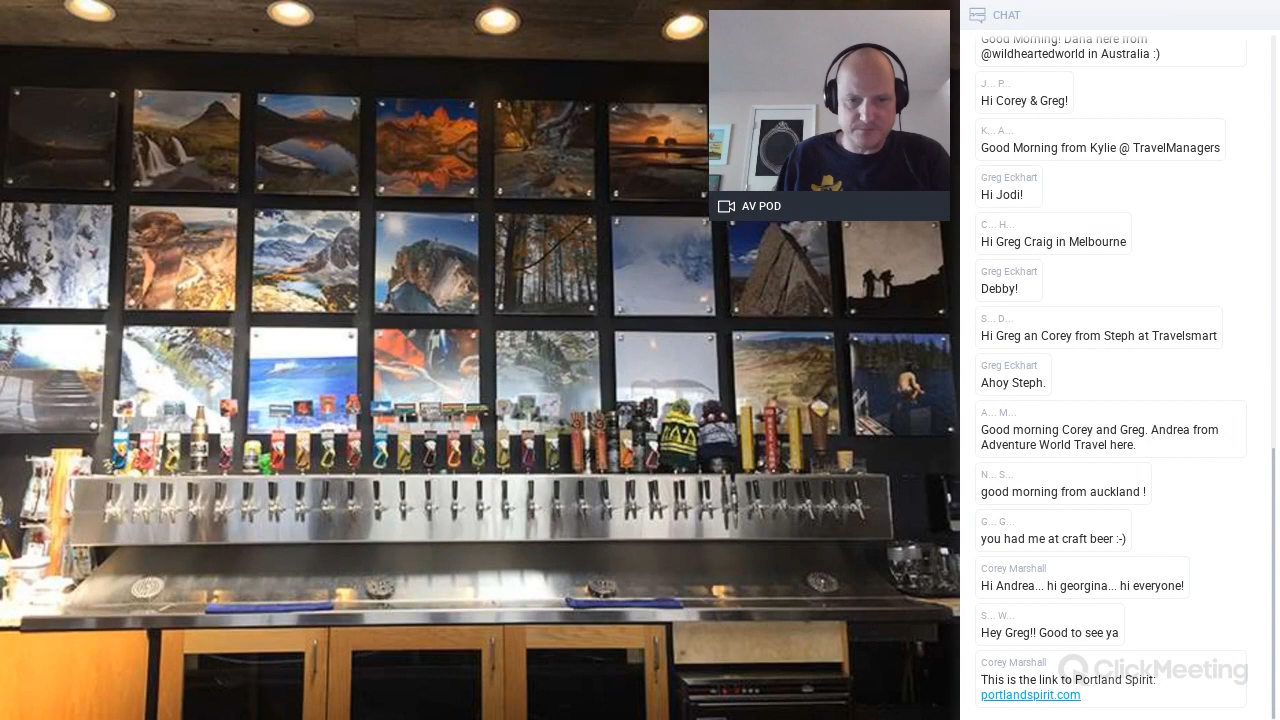 CHAT
Good Morning! Dana here from
@wildheartedworld in Australia :)
J... P...
Hi Corey & Greg!
K... A...
Good Morning from Kylie @ TravelManagers
Greg Eckhart
Hi Jodi!
C... H...
Hi Greg Craig in Melbourne
Greg Eckhart
Debby!
S... D...
Hi Greg an Corey from Steph at Travelsmart
Greg Eckhart
Ahoy Steph.
A... M...
Good morning Corey and Greg. Andrea from
Adventure World Travel.
N... S...
good morning from auckland !
G... G...
you had me at craft beer :-)
Corey Marshall
Hi Andrea.. hi georgina.. hi everyone!
S... W...
Hey Greg!! Good to see ya
Corey Marshall
This is the link to Portland Spirit.
portlandspirit.com
ClickMeeting
AV POD